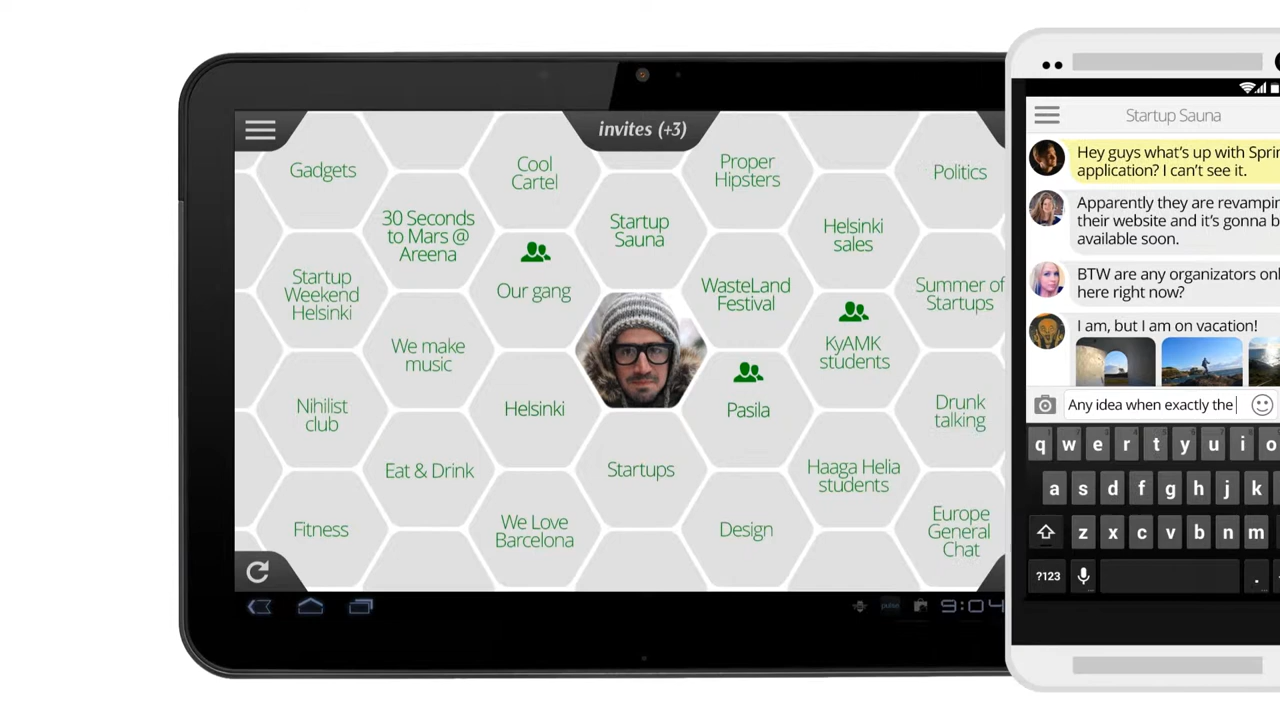 invites (+3)
Gadgets
Cool
Cartel
Proper
Hipsters
Politics
30 Seconds
to Mars @
Areena
Startup
Sauna
Helsinki
sales
Startup
Weekend
Helsinki
Our gang
WasteLand
Festival
Summer of
Startups
We make
music
KyAMK
students
Nihilist
club
Helsinki
Pasila
Drunk
talking
Eat & Drink
Startups
Haaga Helia
students
Fitness
We Love
Barcelona
Design
Europe
General
Chat
pulse
9:04
Startup Sauna
Hey guys what's up with Sprin
application? I can't see it.
Apparently they are revampin
their website and it's gonna b
available soon.
BTW are any organizators onl
here right now?
I am, but I am on vacation!
Any idea when exactly the
q w e r t y u i o
a s d f g h j k
z x c v b n m
?123 .